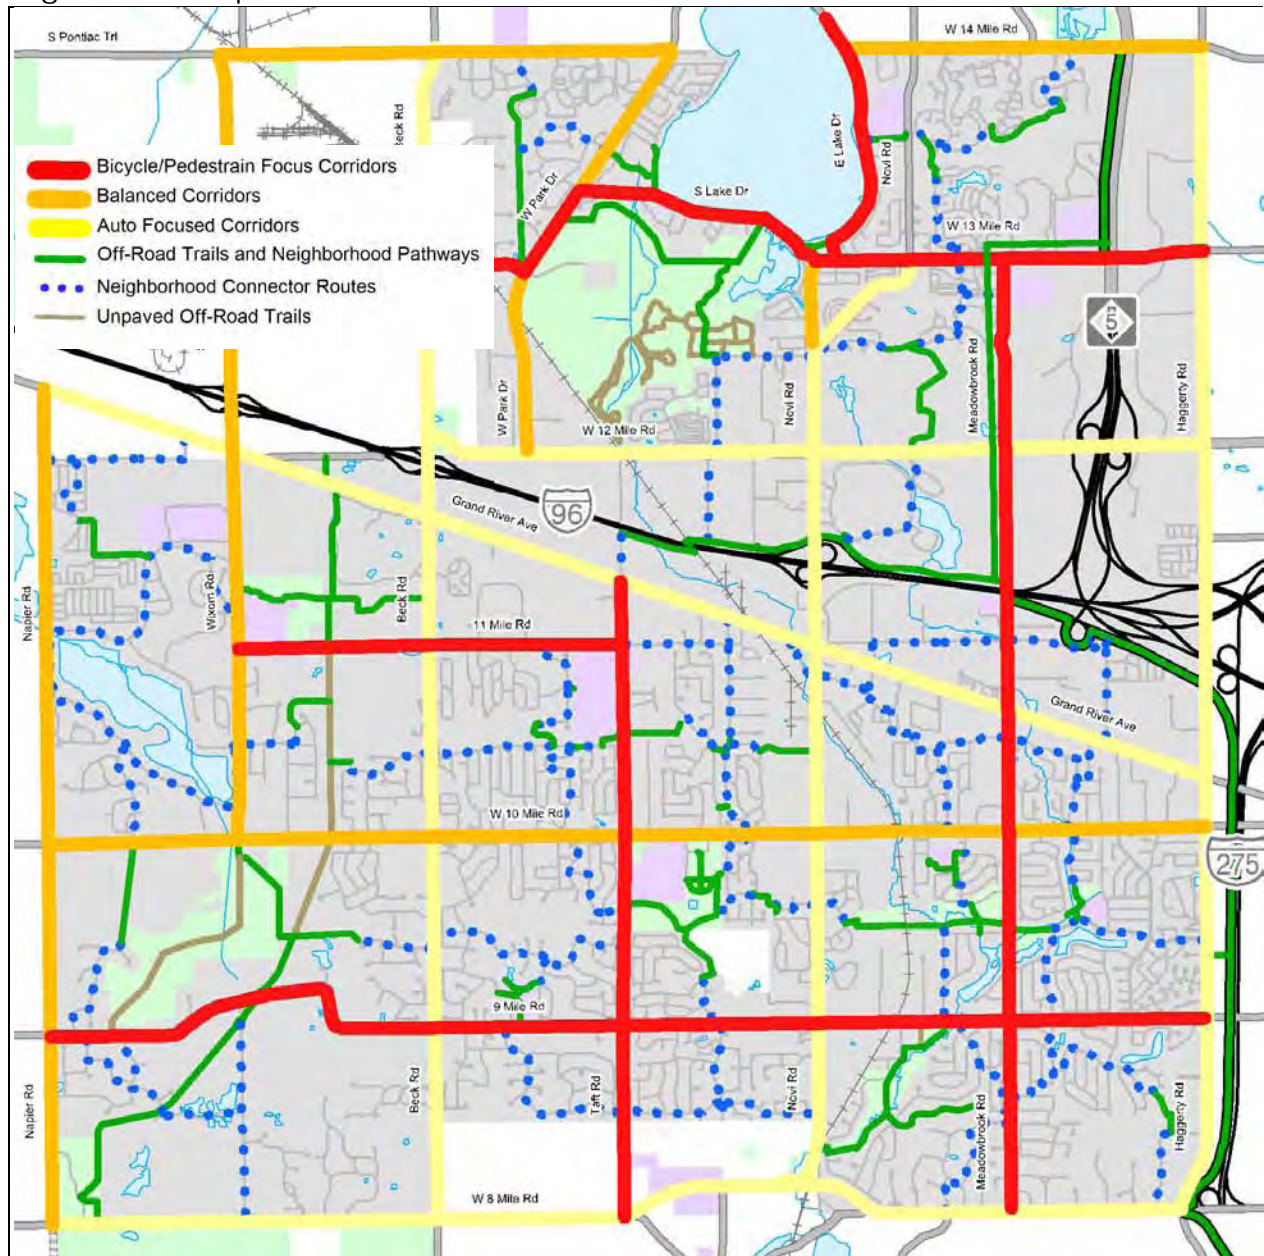 S Pontiac Trl
W 14 Mile Rd
Beck Rd
E Lake Dr
Novi Rd
Bicycle/Pedestrain Focus Corridors
Balanced Corridors
Auto Focused Corridors
Off-Road Trails and Neighborhood Pathways
Neighborhood Connector Routes
Unpaved Off-Road Trails
W Park Dr
S Lake Dr
W 13 Mile Rd
5
W Park Dr
W 12 Mile Rd
Novi Rd
Meadowbrook Rd
Haggerty Rd
Grand River Ave
96
Napier Rd
Wixom Rd
Beck Rd
11 Mile Rd
Grand River Ave
W 10 Mile Rd
275
9 Mile Rd
Napier Rd
Beck Rd
Taft Rd
Novi Rd
Meadowbrook Rd
Haggerty Rd
W 8 Mile Rd